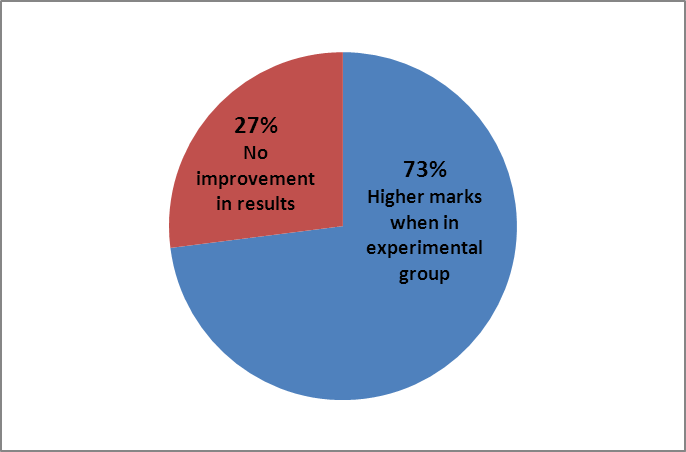 27%
No
improvement
in results
73%
Higher marks
when in
experimental
group